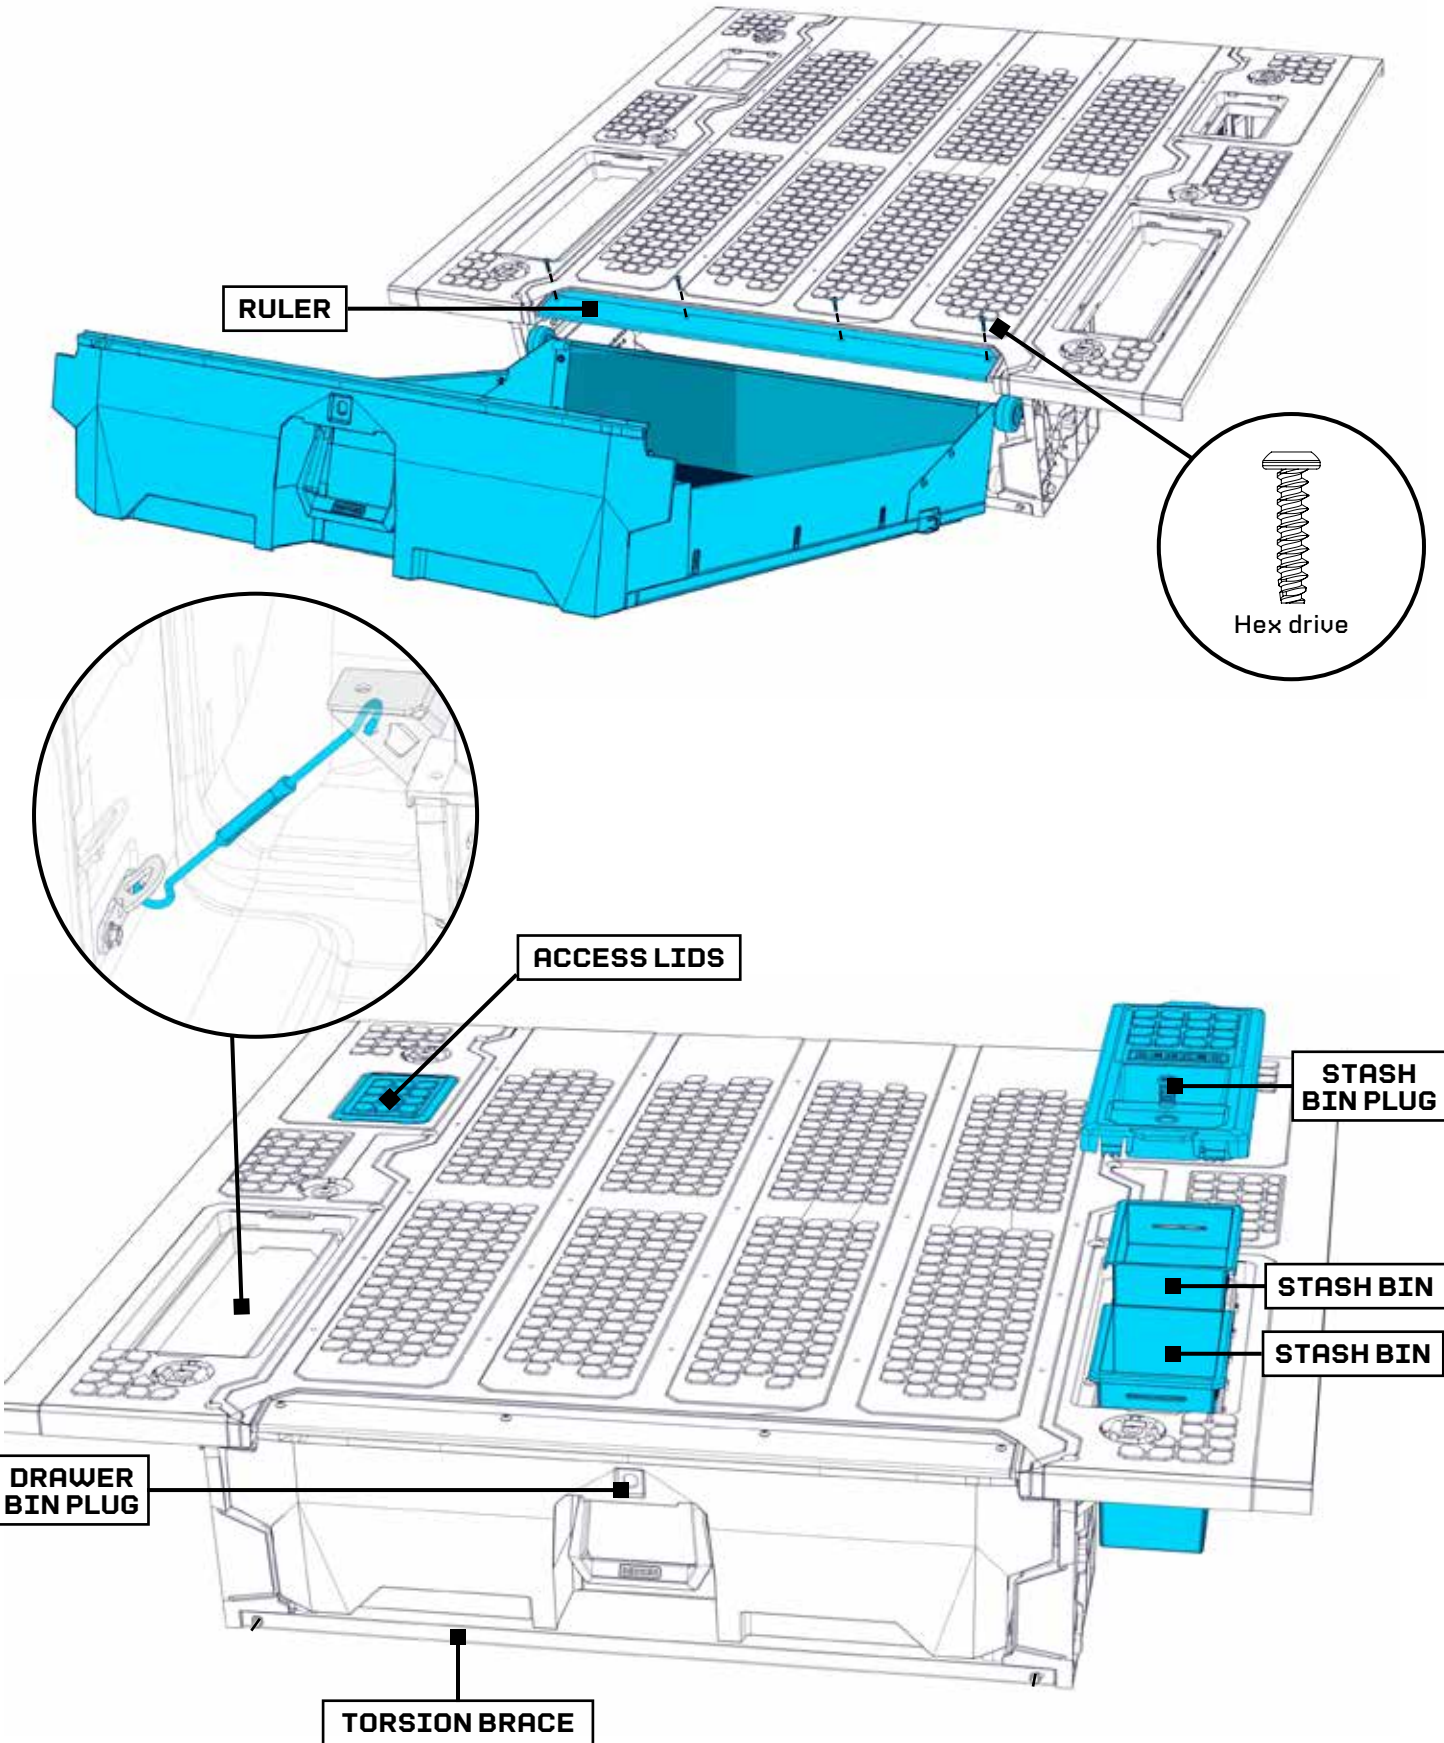 RULER
Hex drive
ACCESS LIDS
STASH
BIN PLUG
STASH BIN
STASH BIN
DRAWER
BIN PLUG
TORSION BRACE